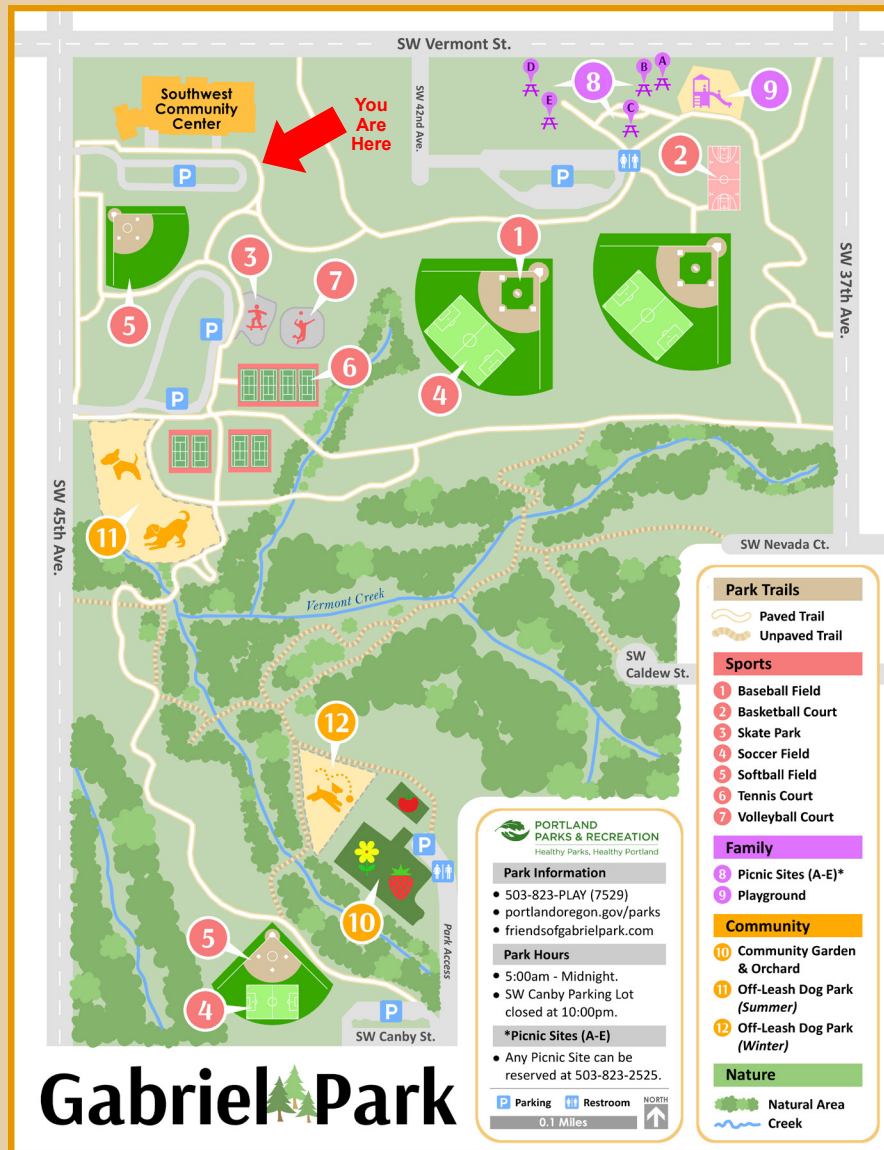 SW Vermont St.
Southwest
Community
Center
You
Are
Here
SW 42nd Ave.
D
B
A
8
E
C
9
2
P
P
1
3
7
SW 37th Ave.
5
P
6
4
P
SW 45th Ave.
11
SW Nevada Ct.
Vermont Creek
SW
Caldew St.
12
P
10
Park Access
5
4
P
SW Canby St.
Gabriel Park
PORTLAND
PARKS & RECREATION
Healthy Parks, Healthy Portland
Park Information
• 503-823-PLAY (7529)
• portlandoregon.gov/parks
• friendsofgabrielpark.com
Park Hours
• 5:00am - Midnight.
• SW Canby Parking Lot
closed at 10:00pm.
*Picnic Sites (A-E)
• Any Picnic Site can be
reserved at 503-823-2525.
P Parking Restroom NORTH
0.1 Miles
Park Trails
Paved Trail
Unpaved Trail
Sports
1 Baseball Field
2 Basketball Court
3 Skate Park
4 Soccer Field
5 Softball Field
6 Tennis Court
7 Volleyball Court
Family
8 Picnic Sites (A-E)*
9 Playground
Community
10 Community Garden
& Orchard
11 Off-Leash Dog Park
(Summer)
12 Off-Leash Dog Park
(Winter)
Nature
Natural Area
Creek